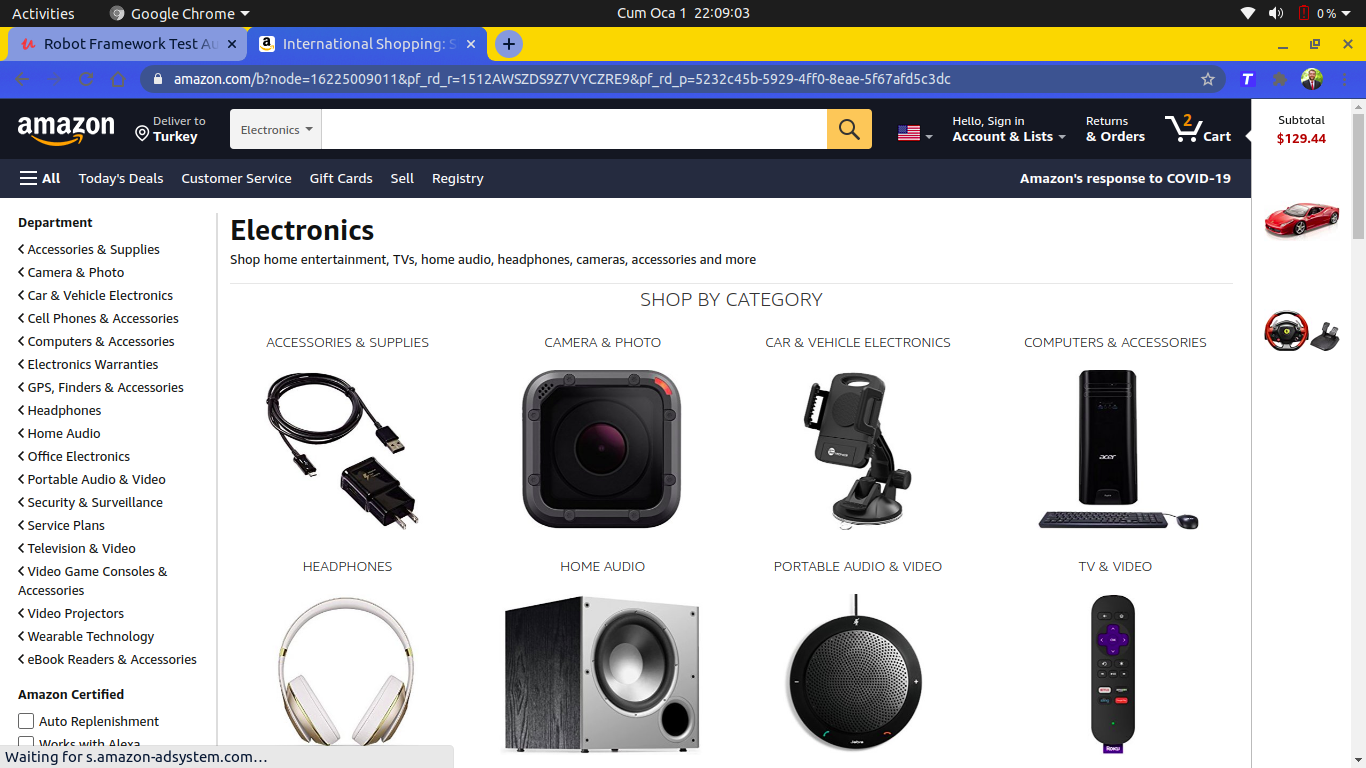 Activities
Google Chrome
Cum Oca 1 22:09:03
0 %
Robot Framework Test Au
International Shopping: S
amazon.com/b?node=16225009011&pf_rd_r=1512AWSZDS9Z7VYCZRE9&pf_rd_p=5232c45b-5929-4ff0-8eae-5f67afd5c3dc
amazon
Deliver to
Turkey
Electronics
Hello, Sign in
Account & Lists
Returns
& Orders
2
Cart
Subtotal
$129.44
All
Today's Deals
Customer Service
Gift Cards
Sell
Registry
Amazon's response to COVID-19
Department
Accessories & Supplies
Camera & Photo
Car & Vehicle Electronics
Cell Phones & Accessories
Computers & Accessories
Electronics Warranties
GPS, Finders & Accessories
Headphones
Home Audio
Office Electronics
Portable Audio & Video
Security & Surveillance
Service Plans
Television & Video
Video Game Consoles &
Accessories
Video Projectors
Wearable Technology
eBook Readers & Accessories
Amazon Certified
Auto Replenishment
Works with Alexa
Electronics
Shop home entertainment, TVs, home audio, headphones, cameras, accessories and more
SHOP BY CATEGORY
ACCESSORIES & SUPPLIES
CAMERA & PHOTO
CAR & VEHICLE ELECTRONICS
COMPUTERS & ACCESSORIES
acer
HEADPHONES
HOME AUDIO
PORTABLE AUDIO & VIDEO
TV & VIDEO
Jabra
Roku
Waiting for s.amazon-adsystem.com…